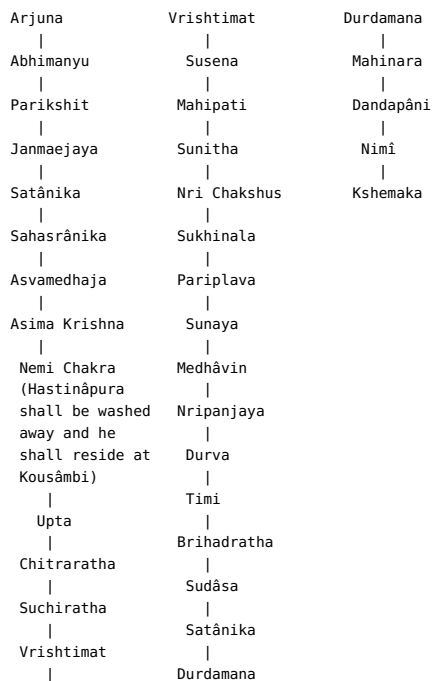 Arjuna Vrishtimat Durdamana
| | |
Abhimanyu Susena Mahinara
| | |
Parikshit Mahipati Dandapâni
| | |
Janmaejaya Sunitha Nimî
| | |
Satânika Nri Chakshus Kshemaka
| |
Sahasrânika Sukhinala
| |
Asvamedhaja Pariplava
| |
Asima Krishna Sunaya
| |
Nemi Chakra Medhâvin
(Hastinâpura |
shall be washed Nripanjaya
away and he |
shall reside at Durva
Kousâmbi) |
| Timi
Upta |
| Brihadratha
Chitraratha |
| Sudâsa
Suchiratha |
| Satânika
Vrishtimat |
| Durdamana